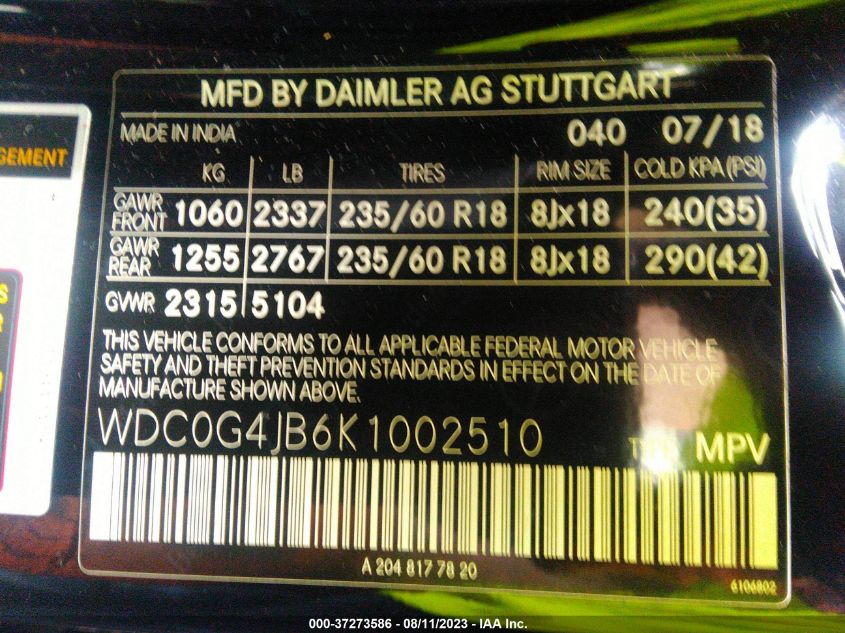 MFD BY DAIMLER AG STUTTGART
MADE IN INDIA 040 07/18
KG LB TIRES RIM SIZE COLD KPA (PSI)
GAWR FRONT 1060 2337 235/60 R18 8Jx18 240(35)
GAWR REAR 1255 2767 235/60 R18 8Jx18 290(42)
GVWR 2315 5104
THIS VEHICLE CONFORMS TO ALL APPLICABLE FEDERAL MOTOR VEHICLE
SAFETY AND THEFT PREVENTION STANDARDS IN EFFECT ON THE DATE OF
MANUFACTURE SHOWN ABOVE.
WDC0G4JB6K1002510 TYPE MPV
A 204 817 78 20
6106802
000-37273586 - 08/11/2023 - IAA Inc.